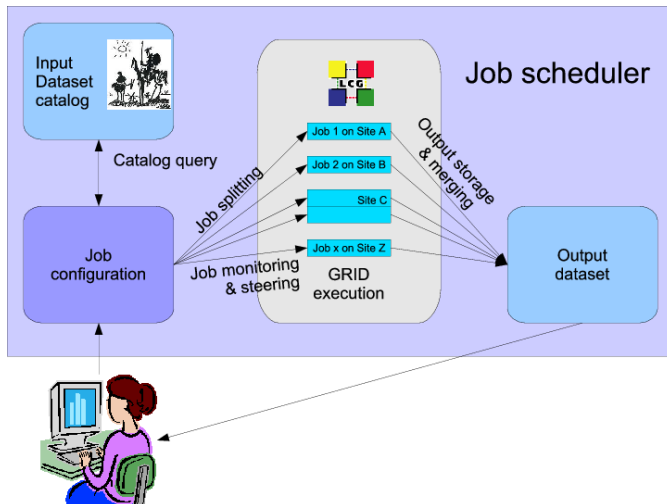 Job scheduler
Input
Dataset
catalog
LCG
Job 1 on Site A
Job 2 on Site B
Site C
Job x on Site Z
GRID
execution
Catalog query
Job splitting
Job monitoring
& steering
Output storage
& merging
Job
configuration
Output
dataset